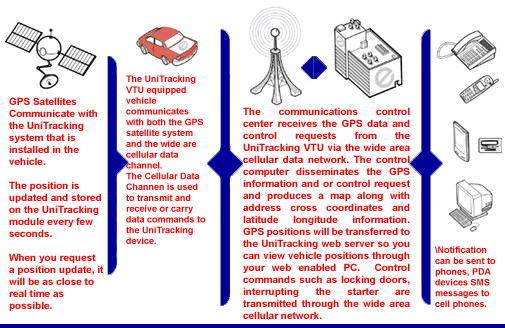 GPS Satellites
Communicate with
the UniTracking
system that is
installed in the
vehicle.
The position is
updated and stored
on the UniTracking
module every few
seconds.
When you request
a position update, it
will be as close to
real time as
possible.
The UniTracking
VTU equipped
vehicle
communicates
with both the GPS
satellite system
and the wide are
cellular data
channel.
The Cellular Data
Channen is used
to transmit and
receive or carry
data commands to
the UniTracking
device.
The communications control
center receives the GPS data and
control requests from the
UniTracking VTU via the wide area
cellular data network. The control
computer disseminates the GPS
information and or control request
and produces a map along with
address cross coordinates and
latitude longitude information.
GPS positions will be transferred to
the UniTracking web server so you
can view vehicle positions through
your web enabled PC. Control
commands such as locking doors,
interrupting the starter are
transmitted through the wide area
cellular network.
\Notification
can be sent to
phones, PDA
devices SMS
messages to
cell phones.